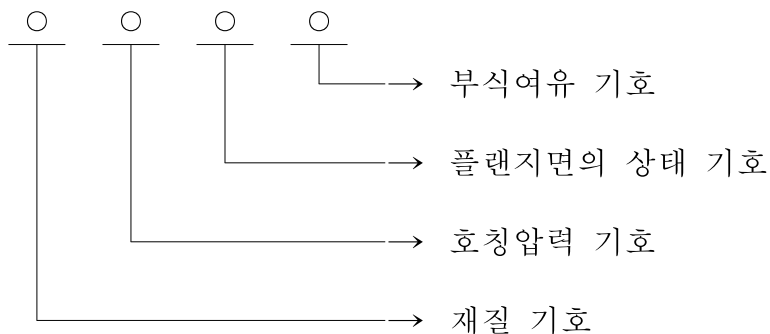 ○ ○ ○ ○
부식여유 기호
플랜지면의 상태 기호
호칭압력 기호
재질 기호